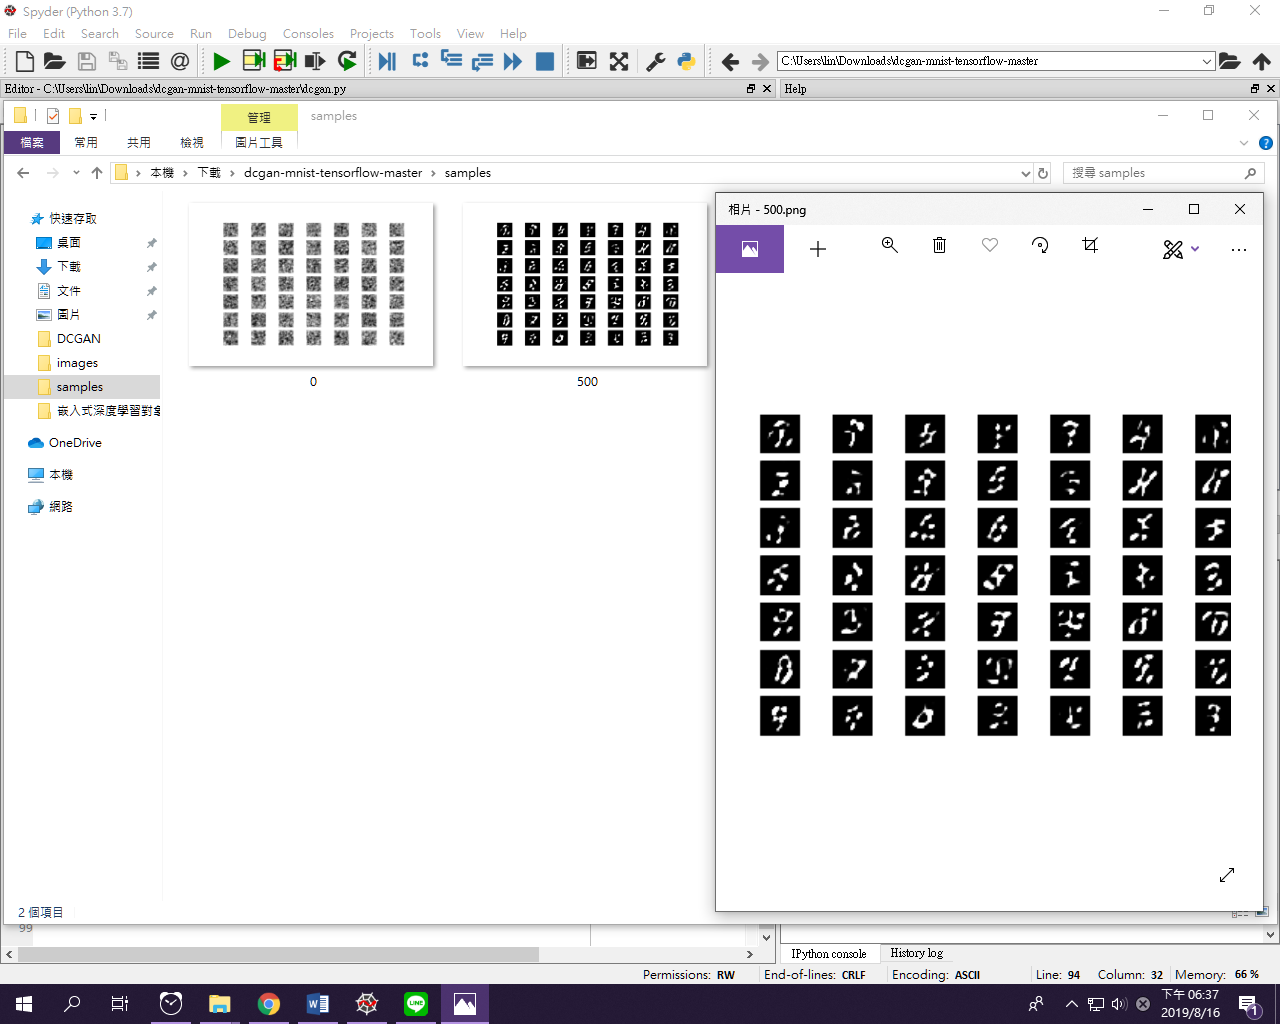 Spyder (Python 3.7)
File Edit Search Source Run Debug Consoles Projects Tools View Help
C:\Users\lin\Downloads\dcgan-mnist-tensorflow-master
Editor - C:\Users\lin\Downloads\dcgan-mnist-tensorflow-master\dcgan.py
Help
管理 samples
檔案 常用 共用 檢視 圖片工具
本機 下載 dcgan-mnist-tensorflow-master samples
搜尋 samples
快速存取
桌面
下載
文件
圖片
DCGAN
images
samples
嵌入式深度學習對
OneDrive
本機
網路
0
500
相片 - 500.png
2 個項目
99
IPython console History log
Permissions: RW End-of-lines: CRLF Encoding: ASCII Line: 94 Column: 32 Memory: 66 %
W LINE
下午 06:37
2019/8/16
1